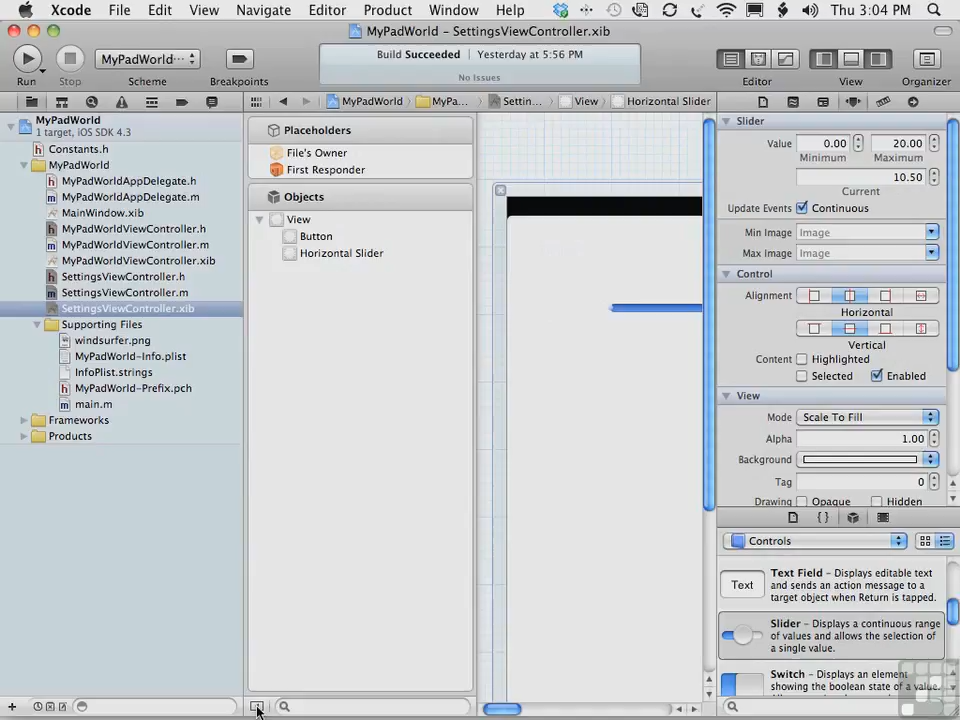 Xcode File Edit View Navigate Editor Product Window Help Thu 3:04 PM
MyPadWorld – SettingsViewController.xib
MyPadWorld···
Build Succeeded | Yesterday at 5:56 PM
No Issues
Run Stop Scheme Breakpoints Editor View Organizer
MyPadWorld MyPa... Settin... View Horizontal Slider
MyPadWorld
1 target, iOS SDK 4.3
Constants.h
MyPadWorld
MyPadWorldAppDelegate.h
MyPadWorldAppDelegate.m
MainWindow.xib
MyPadWorldViewController.h
MyPadWorldViewController.m
MyPadWorldViewController.xib
SettingsViewController.h
SettingsViewController.m
SettingsViewController.xib
Supporting Files
windsurfer.png
MyPadWorld-Info.plist
InfoPlist.strings
MyPadWorld-Prefix.pch
main.m
Frameworks
Products
Placeholders
File's Owner
First Responder
Objects
View
Button
Horizontal Slider
Slider
Value 0.00 20.00
Minimum Maximum
10.50
Current
Update Events Continuous
Min Image Image
Max Image Image
Control
Alignment
Horizontal
Vertical
Content Highlighted
Selected Enabled
View
Mode Scale To Fill
Alpha 1.00
Background
Tag 0
Drawing Opaque Hidden
Controls
Text
Text Field – Displays editable text
and sends an action message to a
target object when Return is tapped.
Slider – Displays a continuous range
of values and allows the selection of
a single value.
Switch – Displays an element
showing the boolean state of a value.